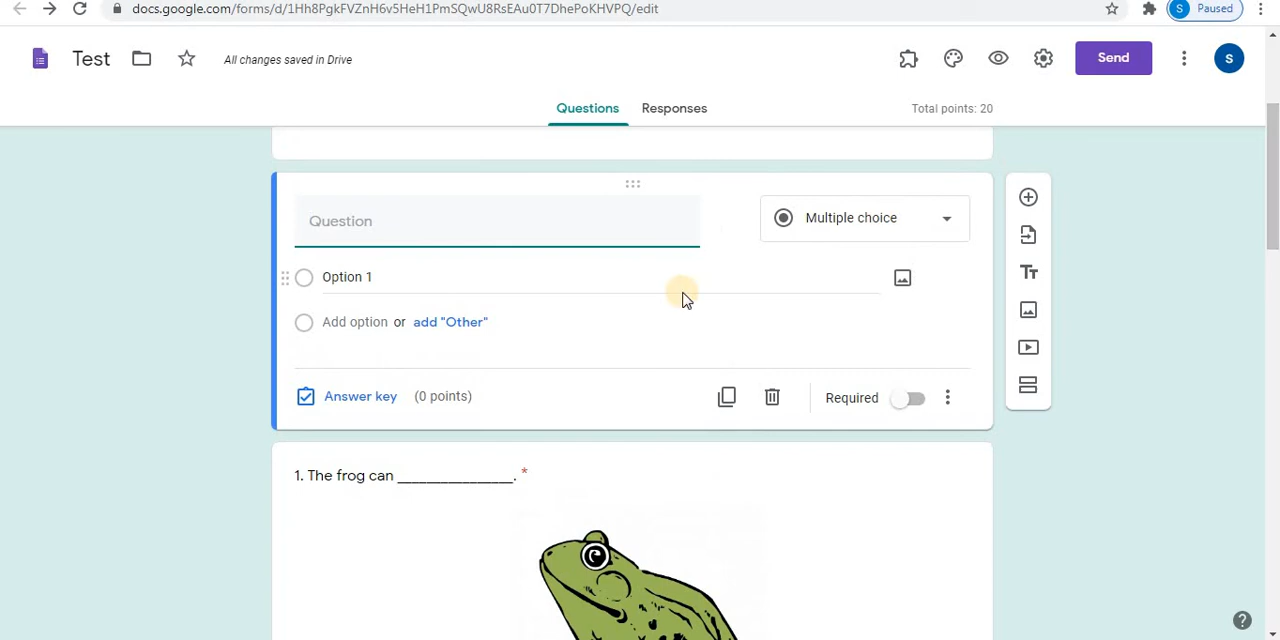 docs.google.com/forms/d/1Hh8PgkFVZnH6v5HeH1PmSQwU8RsEAu0T7DhePoKHVPQ/edit
S Paused
Test
All changes saved in Drive
Send
S
Questions
Responses
Total points: 20
Question
Multiple choice
Option 1
Add option or add "Other"
Answer key (0 points)
Required
Tт
1. The frog can ________________. *